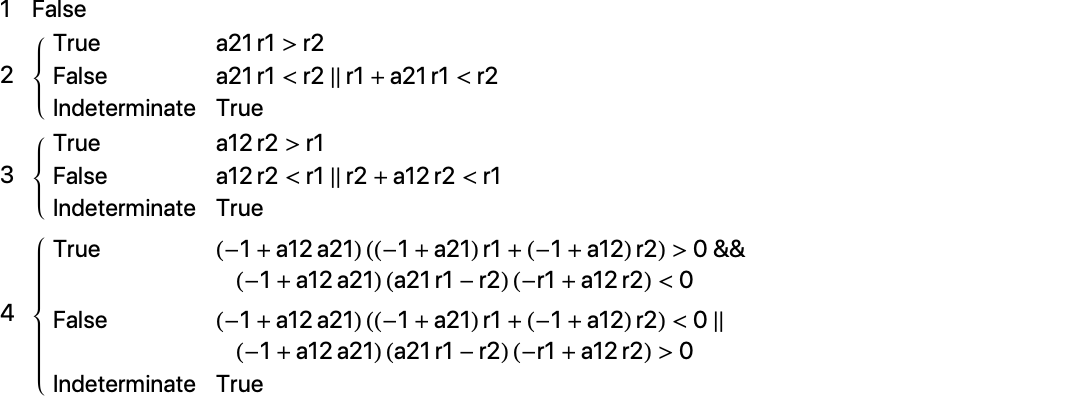 1 False
True a21 r1 > r2
2 False a21 r1 < r2 || r1 + a21 r1 < r2
Indeterminate True
True a12 r2 > r1
3 False a12 r2 < r1 || r2 + a12 r2 < r1
Indeterminate True
True (−1 + a12 a21) ((−1 + a21) r1 + (−1 + a12) r2) > 0 &&
(−1 + a12 a21) (a21 r1 − r2) (−r1 + a12 r2) < 0
4
False (−1 + a12 a21) ((−1 + a21) r1 + (−1 + a12) r2) < 0 ||
(−1 + a12 a21) (a21 r1 − r2) (−r1 + a12 r2) > 0
Indeterminate True